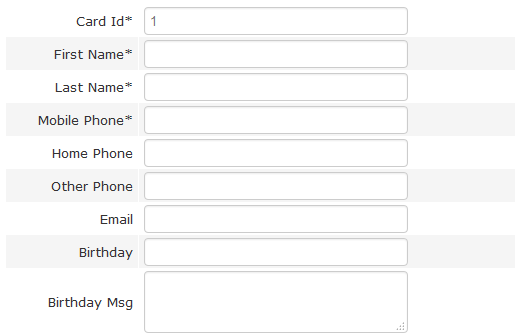 Card Id* 1
First Name*
Last Name*
Mobile Phone*
Home Phone
Other Phone
Email
Birthday
Birthday Msg